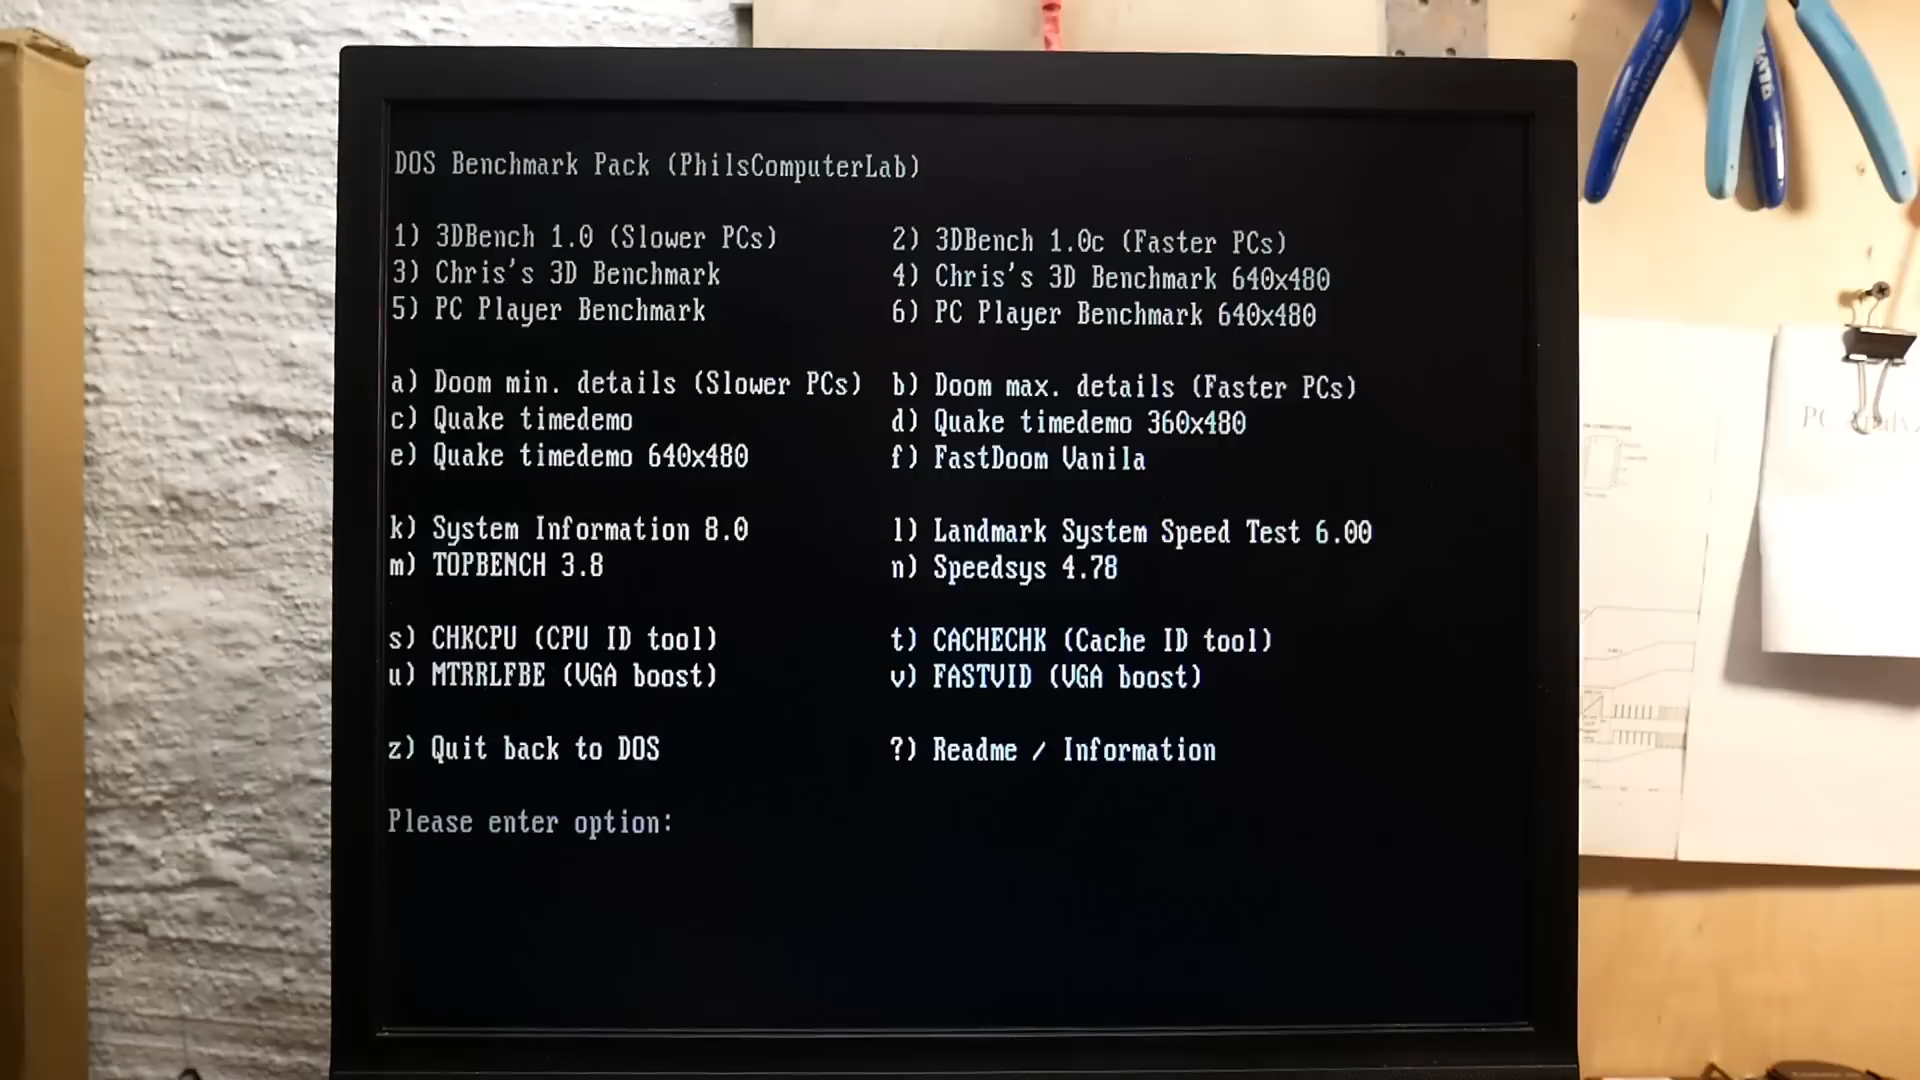 DOS Benchmark Pack (PhilsComputerLab)
1) 3DBench 1.0 (Slower PCs) 2) 3DBench 1.0c (Faster PCs)
3) Chris's 3D Benchmark 4) Chris's 3D Benchmark 640x480
5) PC Player Benchmark 6) PC Player Benchmark 640x480
a) Doom min. details (Slower PCs) b) Doom max. details (Faster PCs)
c) Quake timedemo d) Quake timedemo 360x480
e) Quake timedemo 640x480 f) FastDoom Vanila
k) System Information 8.0 l) Landmark System Speed Test 6.00
m) TOPBENCH 3.8 n) Speedsys 4.78
s) CHKCPU (CPU ID tool) t) CACHECHK (Cache ID tool)
u) MTRRLFBE (VGA boost) v) FASTVID (VGA boost)
z) Quit back to DOS ?) Readme / Information
Please enter option: